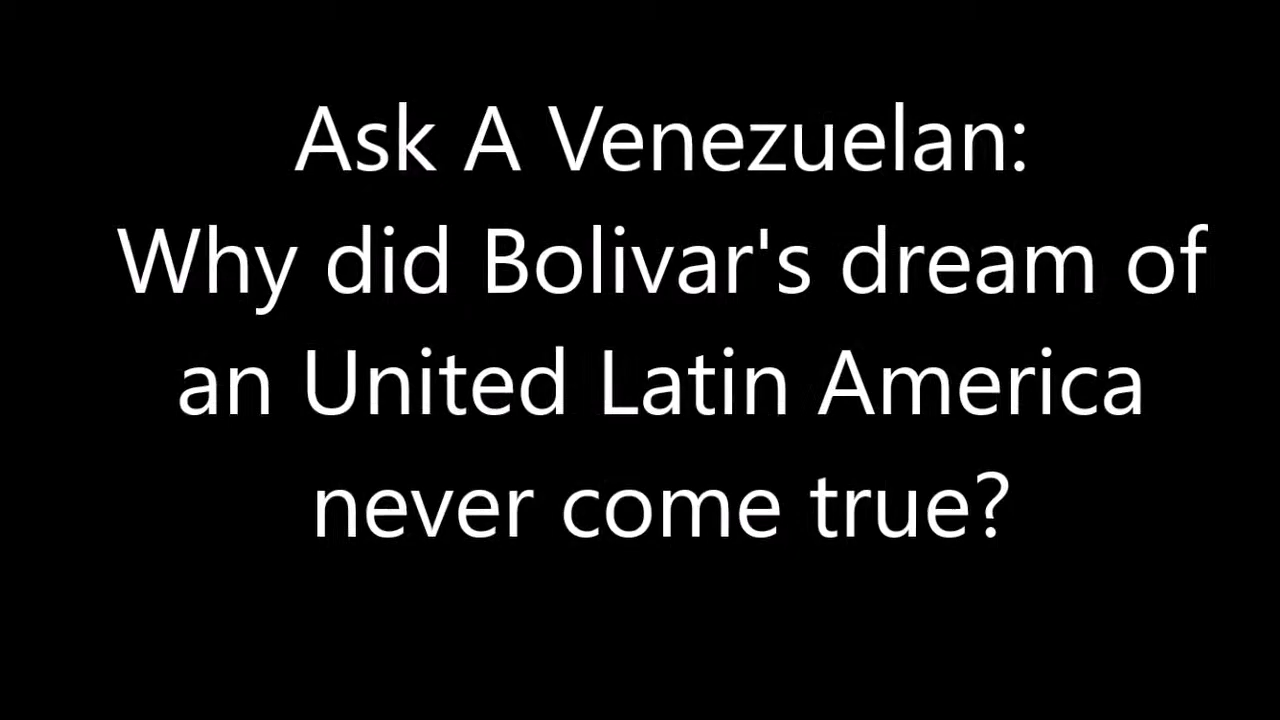 Ask A Venezuelan:
Why did Bolivar's dream of
an United Latin America
never come true?